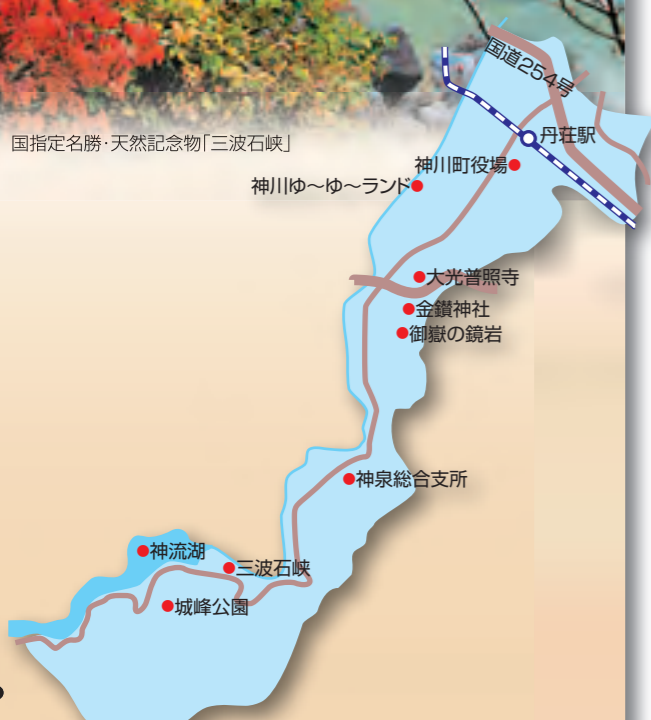 国道254号
国指定名勝・天然記念物「三波石峡」
丹荘駅
神川町役場
神川ゆ〜ゆ〜ランド
大光普照寺
金鑚神社
御嶽の鏡岩
神泉総合支所
神流湖
三波石峡
城峰公園